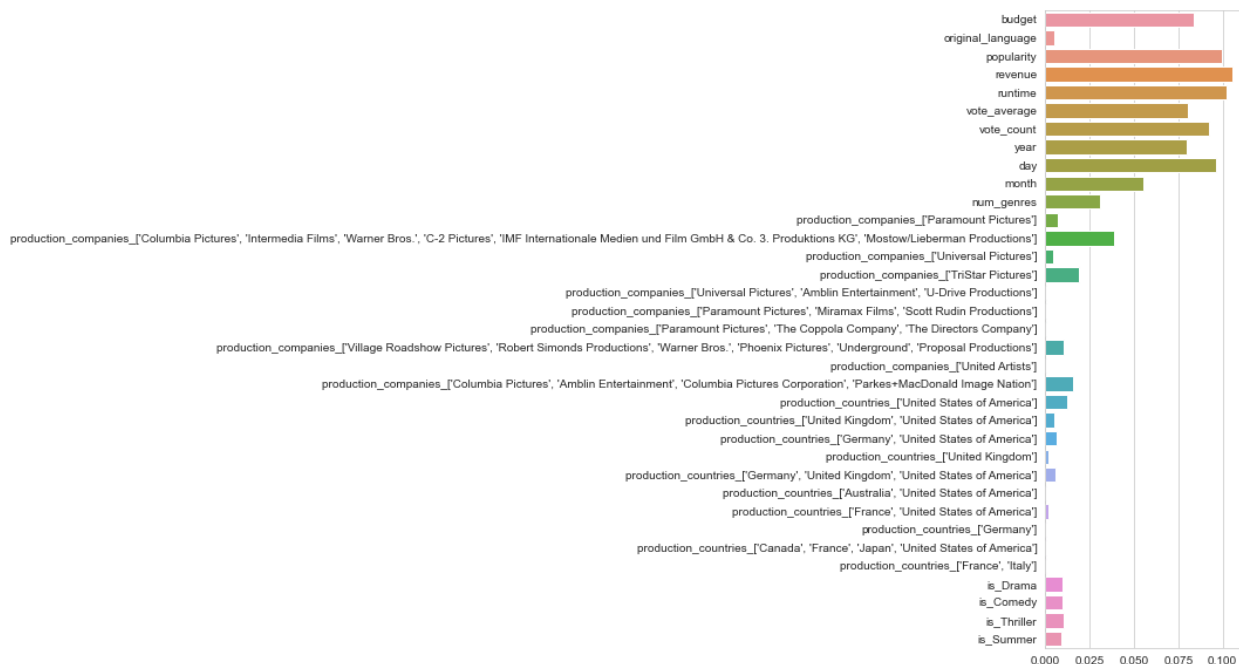 budget
original_language
popularity
revenue
runtime
vote_average
vote_count
year
day
month
num_genres
production_companies_['Paramount Pictures']
production_companies_['Columbia Pictures', 'Intermedia Films', 'Warner Bros.', 'C-2 Pictures', 'IMF Internationale Medien und Film GmbH & Co. 3. Produktions KG', 'Mostow/Lieberman Productions']
production_companies_['Universal Pictures']
production_companies_['TriStar Pictures']
production_companies_['Universal Pictures', 'Amblin Entertainment', 'U-Drive Productions']
production_companies_['Paramount Pictures', 'Miramax Films', 'Scott Rudin Productions']
production_companies_['Paramount Pictures', 'The Coppola Company', 'The Directors Company']
production_companies_['Village Roadshow Pictures', 'Robert Simonds Productions', 'Warner Bros.', 'Phoenix Pictures', 'Underground', 'Proposal Productions']
production_companies_['United Artists']
production_companies_['Columbia Pictures', 'Amblin Entertainment', 'Columbia Pictures Corporation', 'Parkes+MacDonald Image Nation']
production_countries_['United States of America']
production_countries_['United Kingdom', 'United States of America']
production_countries_['Germany', 'United States of America']
production_countries_['United Kingdom']
production_countries_['Germany', 'United Kingdom', 'United States of America']
production_countries_['Australia', 'United States of America']
production_countries_['France', 'United States of America']
production_countries_['Germany']
production_countries_['Canada', 'France', 'Japan', 'United States of America']
production_countries_['France', 'Italy']
is_Drama
is_Comedy
is_Thriller
is_Summer
0.000 0.025 0.050 0.075 0.100